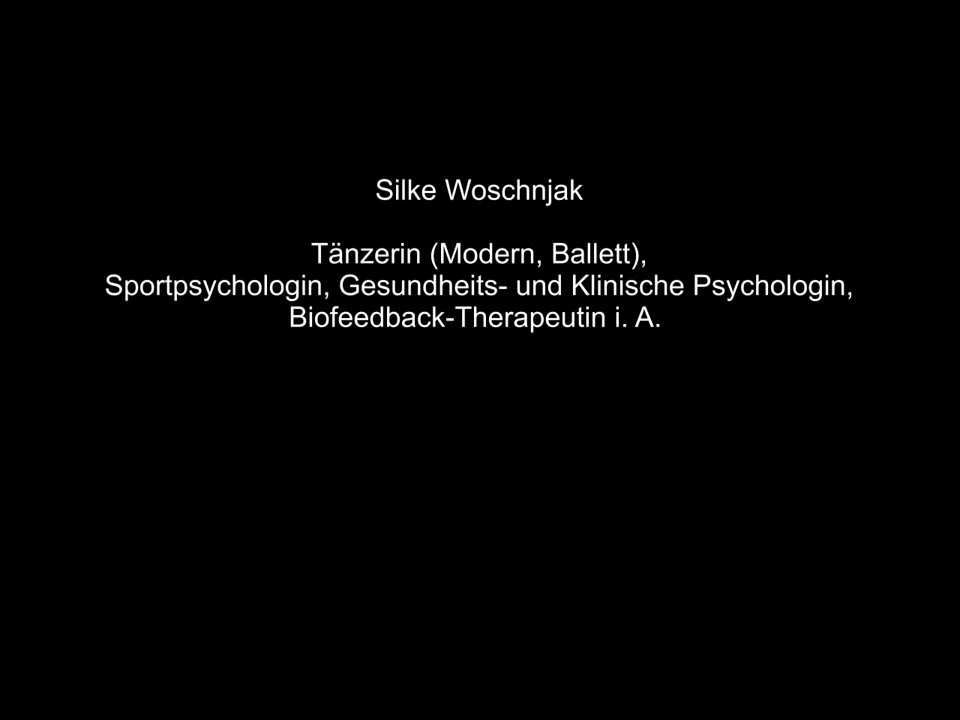 Silke Woschnjak
Tänzerin (Modern, Ballett),
Sportpsychologin, Gesundheits- und Klinische Psychologin,
Biofeedback-Therapeutin i. A.